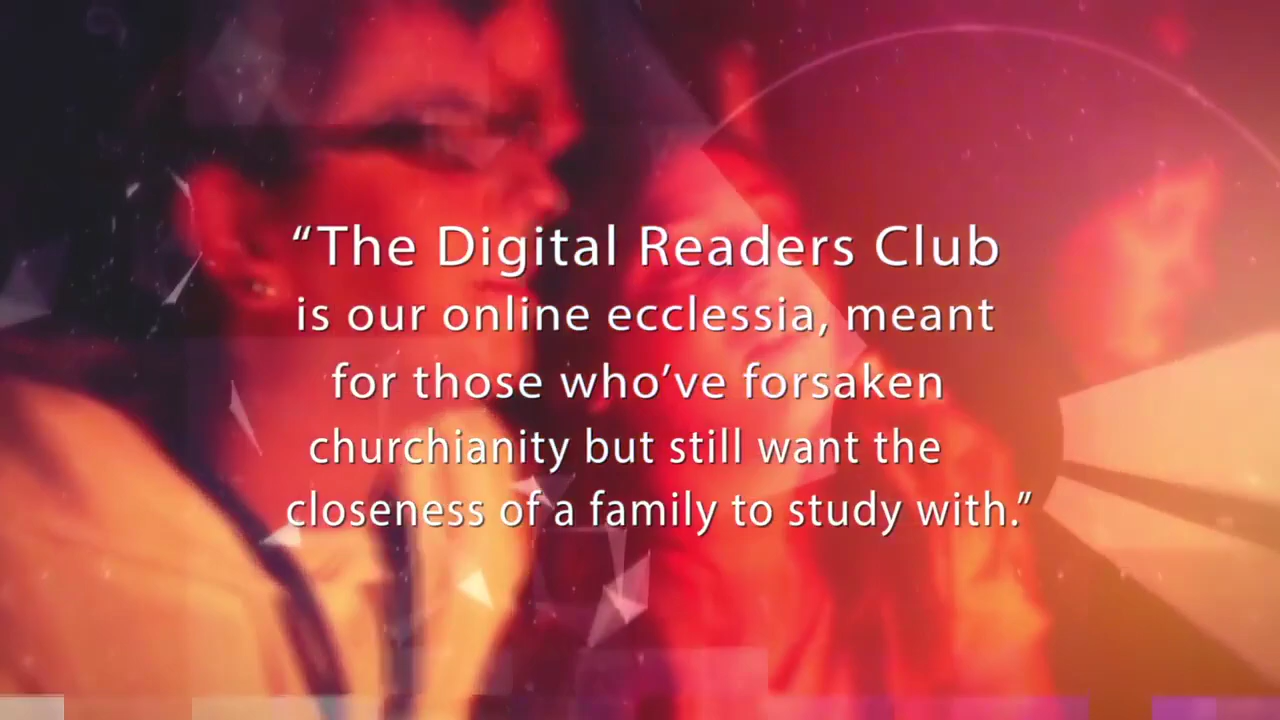 “The Digital Readers Club
is our online ecclessia, meant
for those who’ve forsaken
churchianity but still want the
closeness of a family to study with.”